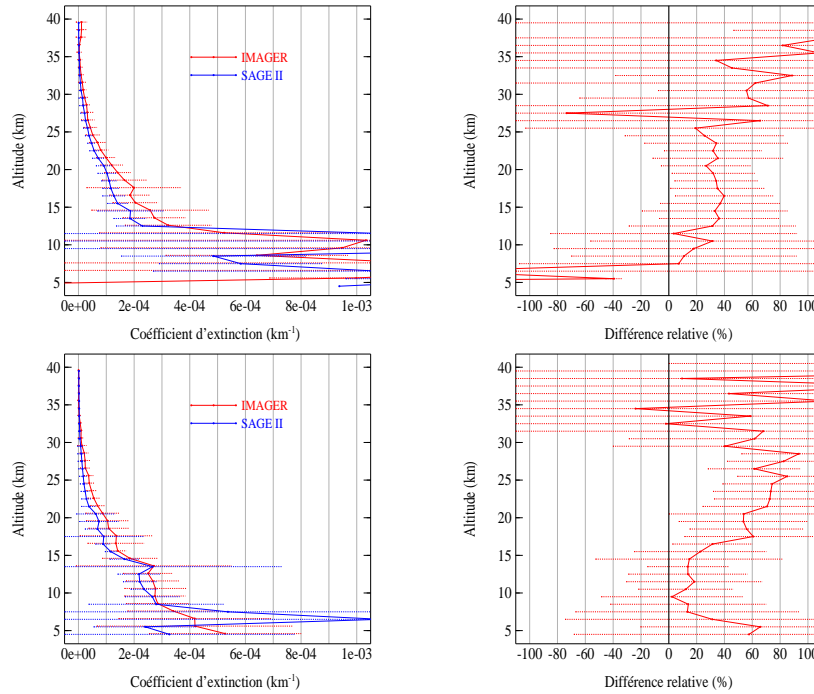 40
35
30
25
20
15
10
5
Altitude (km)
IMAGER
SAGE II
0e+00 2e-04 4e-04 6e-04 8e-04 1e-03
Coéfficient d'extinction (km-1)
40
35
30
25
20
15
10
5
Altitude (km)
-100 -80 -60 -40 -20 0 20 40 60 80 100
Différence relative (%)
40
35
30
25
20
15
10
5
Altitude (km)
IMAGER
SAGE II
0e+00 2e-04 4e-04 6e-04 8e-04 1e-03
Coéfficient d'extinction (km-1)
40
35
30
25
20
15
10
5
Altitude (km)
-100 -80 -60 -40 -20 0 20 40 60 80 100
Différence relative (%)